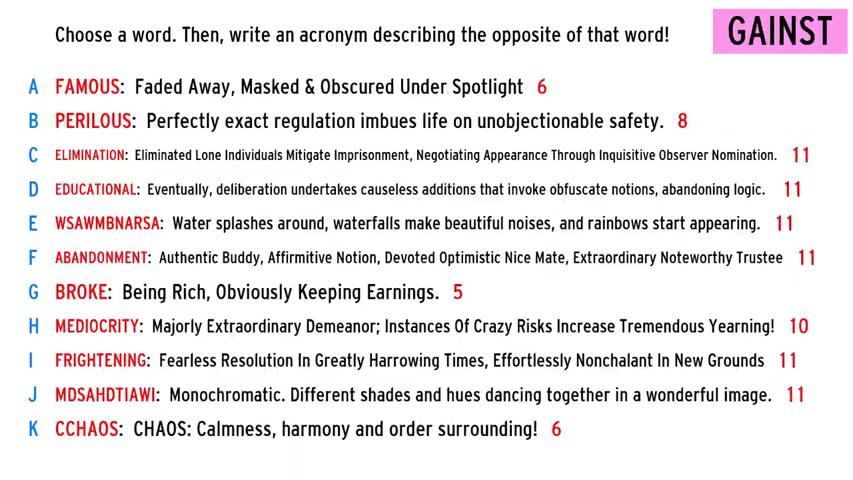 Choose a word. Then, write an acronym describing the opposite of that word!
GAINST
A FAMOUS: Faded Away, Masked & Obscured Under Spotlight 6
B PERILOUS: Perfectly exact regulation imbues life on unobjectionable safety. 8
C ELIMINATION: Eliminated Lone Individuals Mitigate Imprisonment, Negotiating Appearance Through Inquisitive Observer Nomination. 11
D EDUCATIONAL: Eventually, deliberation undertakes causeless additions that invoke obfuscate notions, abandoning logic. 11
E WSAWMBNARSA: Water splashes around, waterfalls make beautiful noises, and rainbows start appearing. 11
F ABANDONMENT: Authentic Buddy, Affirmitive Notion, Devoted Optimistic Nice Mate, Extraordinary Noteworthy Trustee 11
G BROKE: Being Rich, Obviously Keeping Earnings. 5
H MEDIOCRITY: Majorly Extraordinary Demeanor; Instances Of Crazy Risks Increase Tremendous Yearning! 10
I FRIGHTENING: Fearless Resolution In Greatly Harrowing Times, Effortlessly Nonchalant In New Grounds 11
J MDSAHDTIAWI: Monochromatic. Different shades and hues dancing together in a wonderful image. 11
K CCHAOS: CHAOS: Calmness, harmony and order surrounding! 6